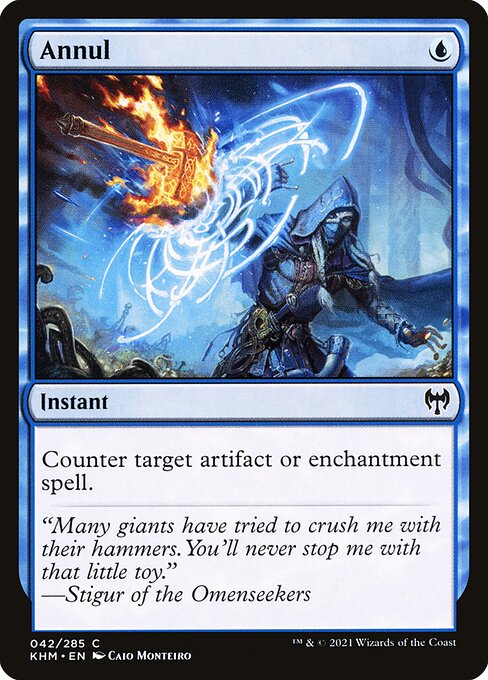 Annul
Instant
Counter target artifact or enchantment
spell.
“Many giants have tried to crush me with
their hammers. You’ll never stop me with
that little toy.”
—Stigur of the Omenseekers
042/285 C
KHM • EN Caio Monteiro
™ & © 2021 Wizards of the Coast